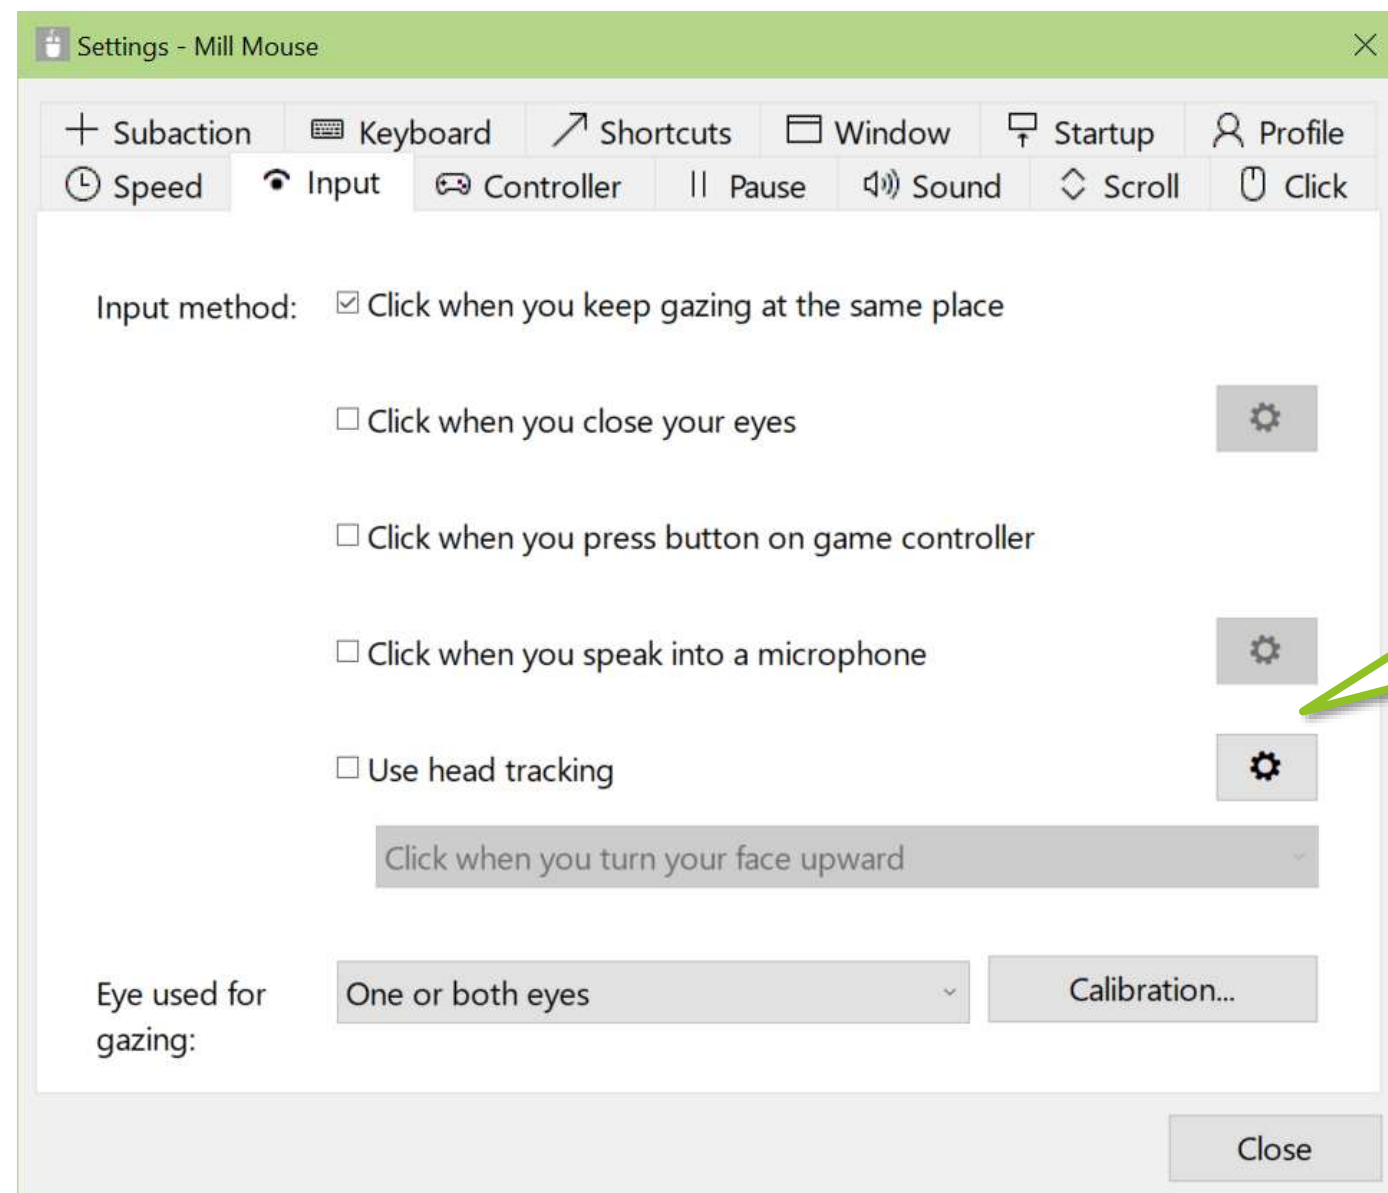 Settings - Mill Mouse
Subaction Keyboard Shortcuts Window Startup Profile
Speed Input Controller Pause Sound Scroll Click
Input method: Click when you keep gazing at the same place
Click when you close your eyes
Click when you press button on game controller
Click when you speak into a microphone
Use head tracking
Click when you turn your face upward
Eye used for
gazing:
One or both eyes
Calibration...
Close